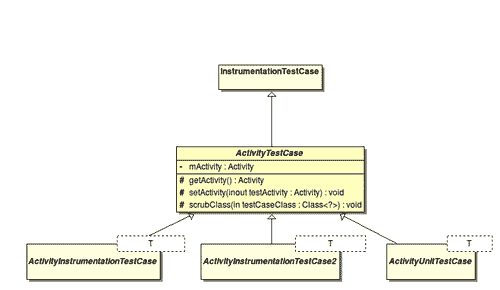 InstrumentationTestCase
ActivityTestCase
- mActivity : Activity
# getActivity() : Activity
# setActivity(inout testActivity : Activity) : void
# scrubClass(in testCaseClass : Class<?>) : void
T
T
T
ActivityInstrumentationTestCase
ActivityInstrumentationTestCase2
ActivityUnitTestCase